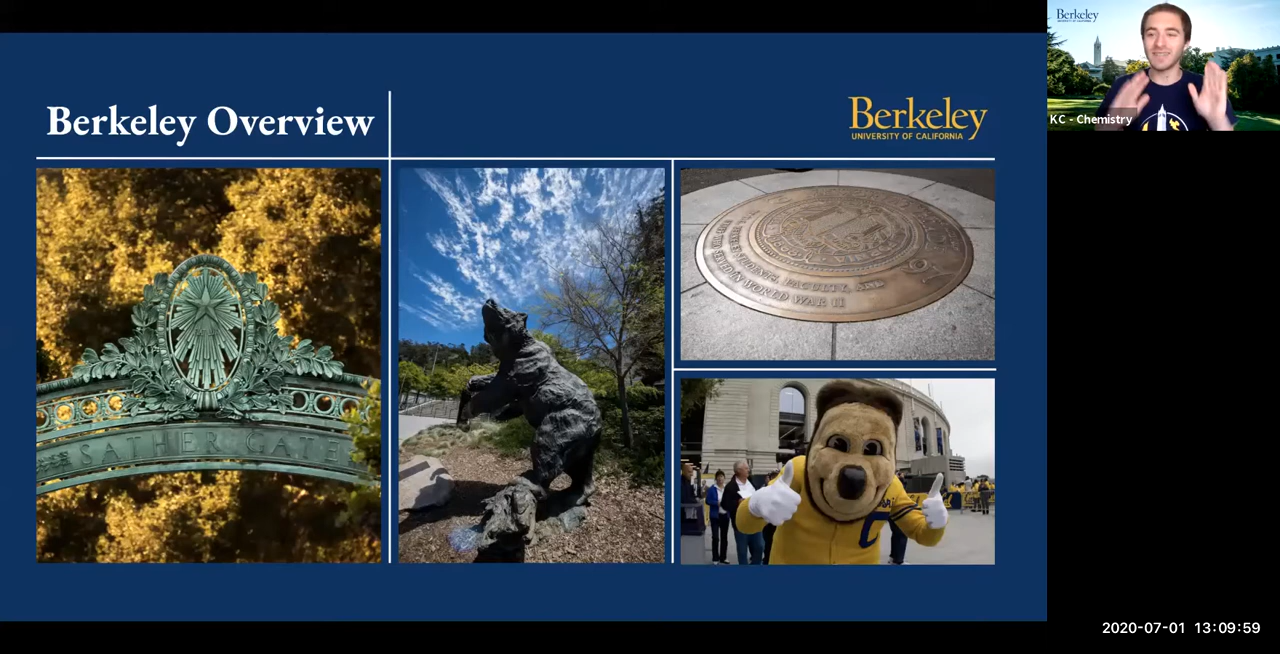 Berkeley Overview
Berkeley
UNIVERSITY OF CALIFORNIA
SATHER GATE
STUDENTS, FACULTY, AND
WORLD WAR II
C
Berkeley
KC - Chemistry
2020-07-01 13:09:59